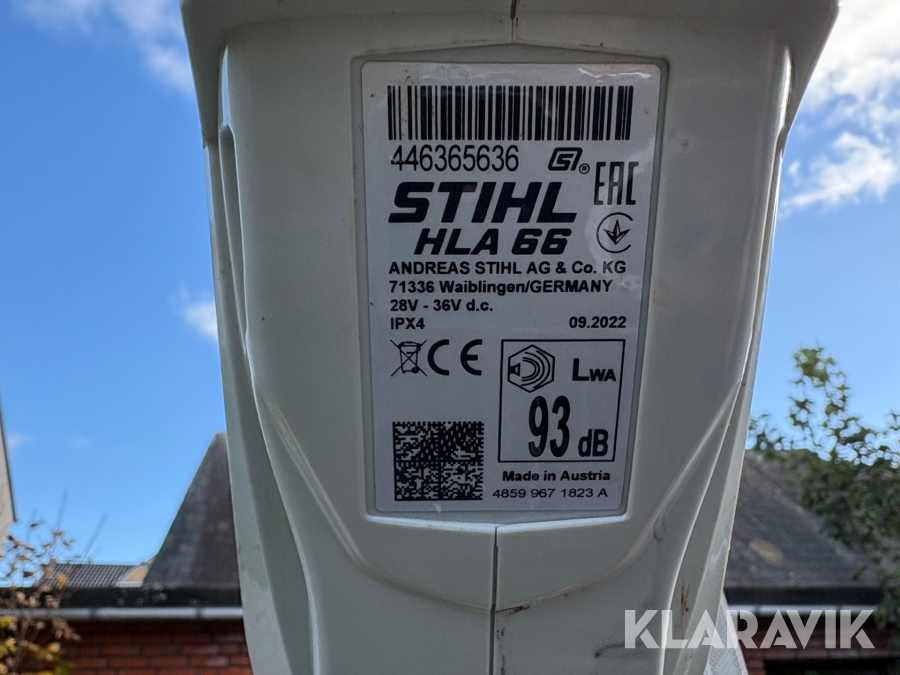 446365636
STIHL
HLA 66
EAC
ANDREAS STIHL AG & Co. KG
71336 Waiblingen/GERMANY
28V - 36V d.c.
IPX4 09.2022
CE
LWA
93 dB
Made in Austria
4859 967 1823 A
KLARAVIK